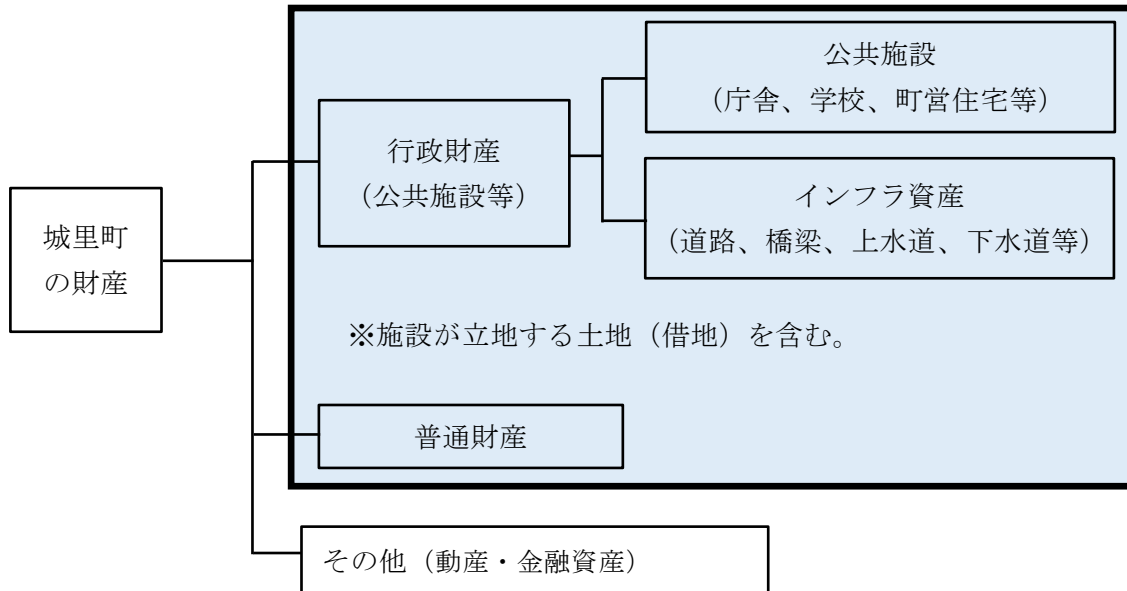 城里町
の財産
行政財産
（公共施設等）
公共施設
（庁舎、学校、町営住宅等）
インフラ資産
（道路、橋梁、上水道、下水道等）
※施設が立地する土地（借地）を含む。
普通財産
その他（動産・金融資産）